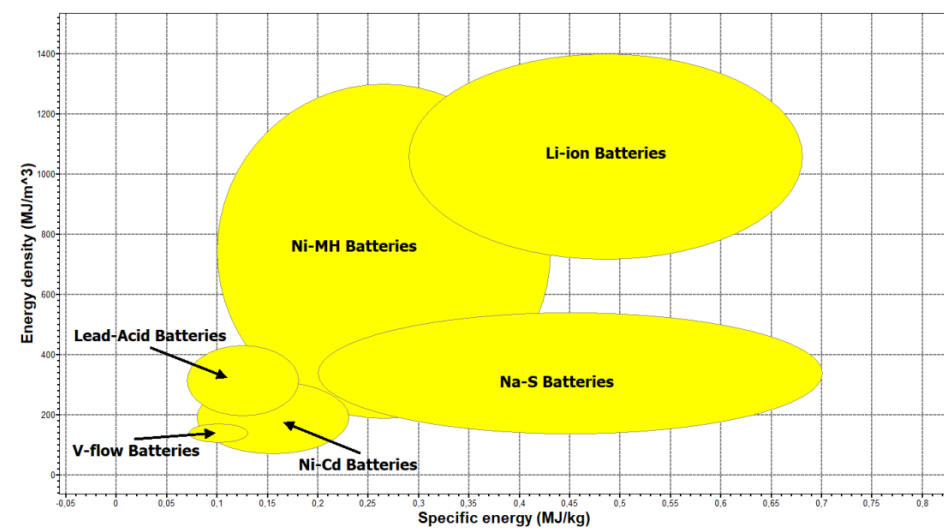 Energy density (MJ/m^3)
1400
1200
1000
800
600
400
200
0
Li-ion Batteries
Ni-MH Batteries
Lead-Acid Batteries
Na-S Batteries
V-flow Batteries
Ni-Cd Batteries
-0,05 0 0,05 0,1 0,15 0,2 0,25 0,3 0,35 0,4 0,45 0,5 0,55 0,6 0,65 0,7 0,75 0,8
Specific energy (MJ/kg)